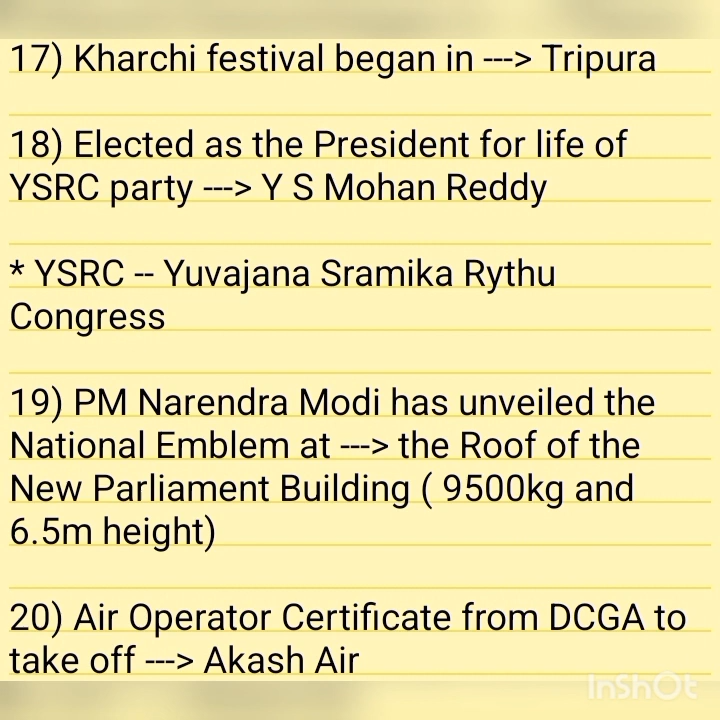 17) Kharchi festival began in ---> Tripura
18) Elected as the President for life of
YSRC party ---> Y S Mohan Reddy
* YSRC -- Yuvajana Sramika Rythu
Congress
19) PM Narendra Modi has unveiled the
National Emblem at ---> the Roof of the
New Parliament Building ( 9500kg and
6.5m height)
20) Air Operator Certificate from DCGA to
take off ---> Akash Air
InShOt